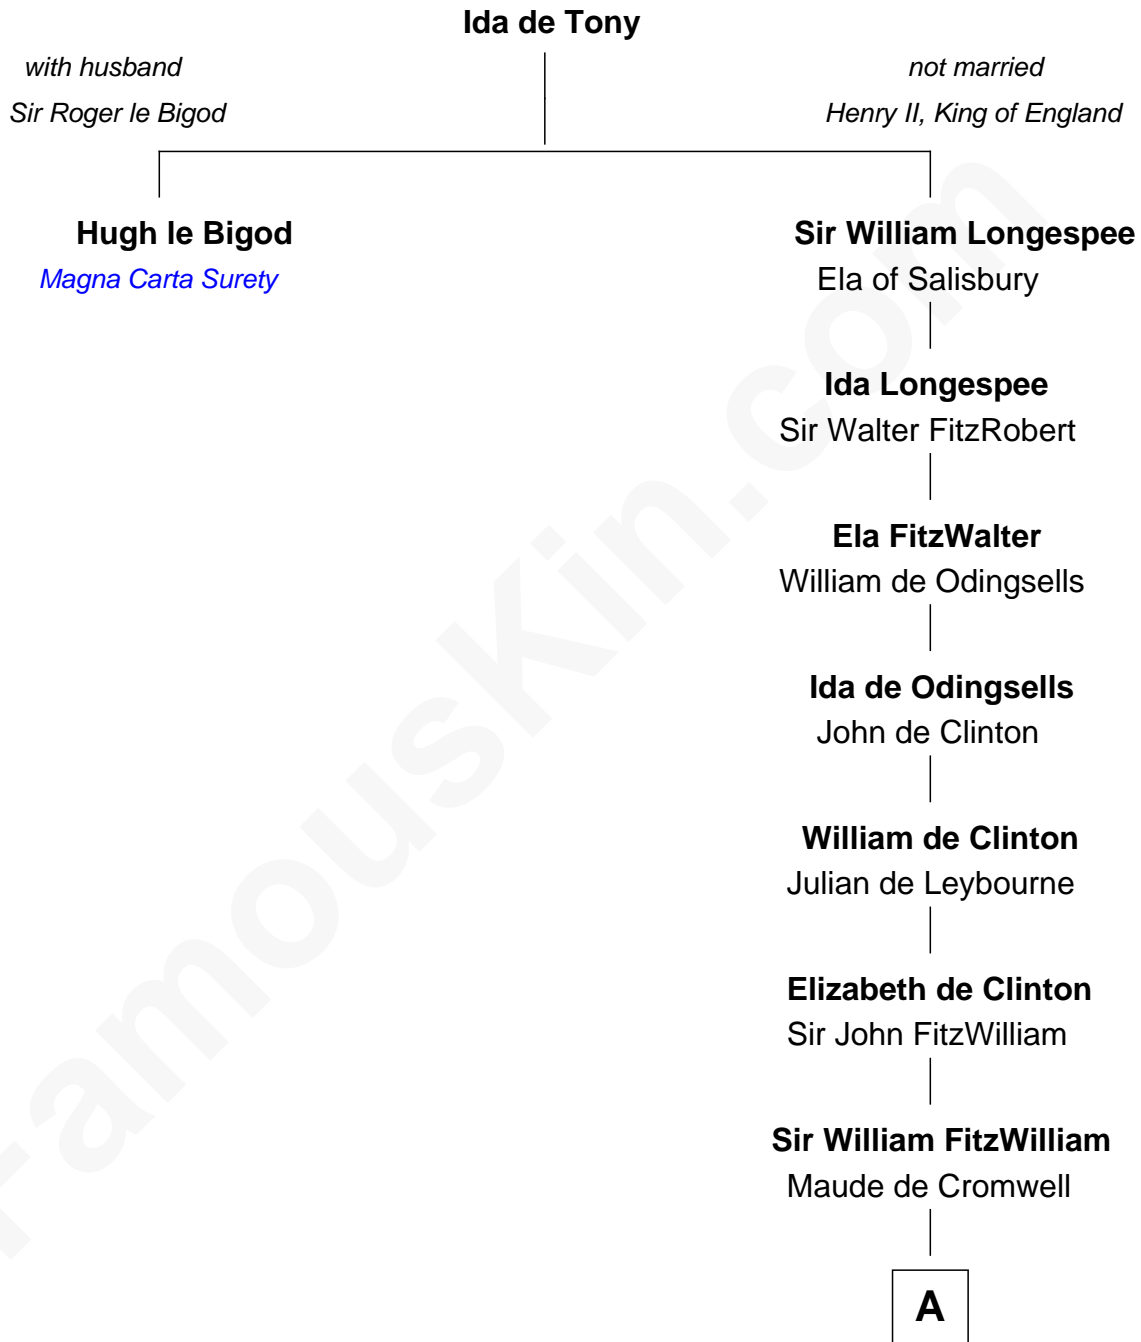 Ida de Tony
with husband
Sir Roger le Bigod
not married
Henry II, King of England
Hugh le Bigod
Magna Carta Surety
Sir William Longespee
Ela of Salisbury
Ida Longespee
Sir Walter FitzRobert
Ela FitzWalter
William de Odingsells
Ida de Odingsells
John de Clinton
William de Clinton
Julian de Leybourne
Elizabeth de Clinton
Sir John FitzWilliam
Sir William FitzWilliam
Maude de Cromwell
A
FamousKin.com